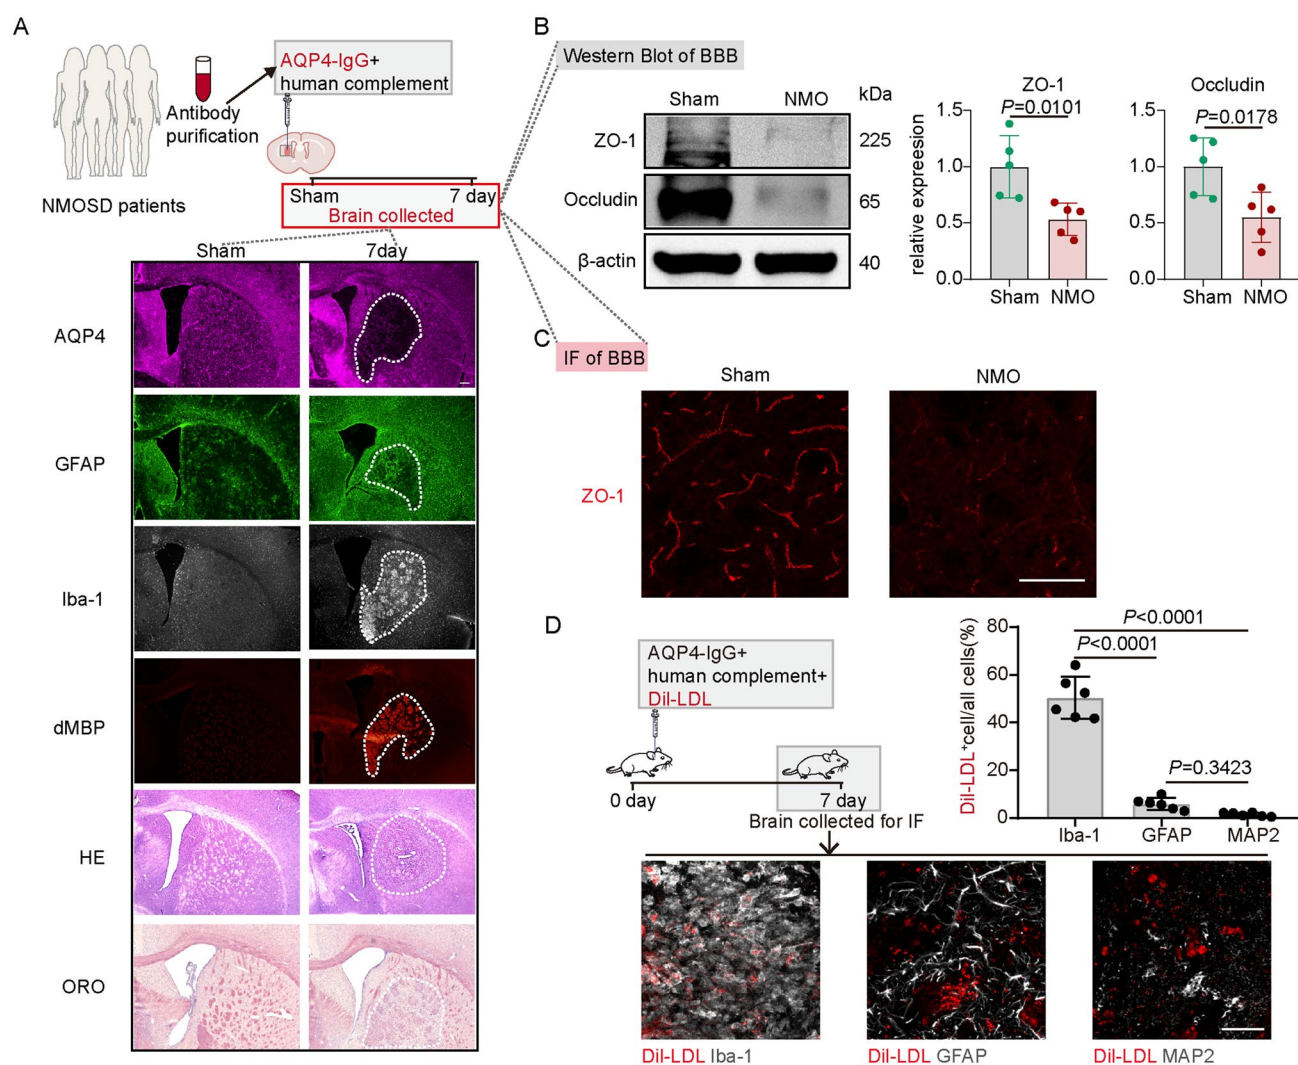 A
NMOSD patients
Antibody
purification
AQP4-IgG+
human complement
Sham 7 day
Brain collected
Sham 7day
AQP4
GFAP
Iba-1
dMBP
HE
ORO
B
Western Blot of BBB
Sham NMO kDa
ZO-1 225
Occludin 65
β-actin 40
relative expreesion
ZO-1
P=0.0101
1.5
1.0
0.5
0.0
Sham NMO
Occludin
P=0.0178
1.5
1.0
0.5
0.0
Sham NMO
C
IF of BBB
Sham NMO
ZO-1
D
AQP4-IgG+
human complement+
Dil-LDL
0 day 7 day
Brain collected for IF
Dil-LDL+cell/all cells(%)
80
60
40
20
0
P<0.0001
P<0.0001
P=0.3423
Iba-1 GFAP MAP2
Dil-LDL Iba-1
Dil-LDL GFAP
Dil-LDL MAP2